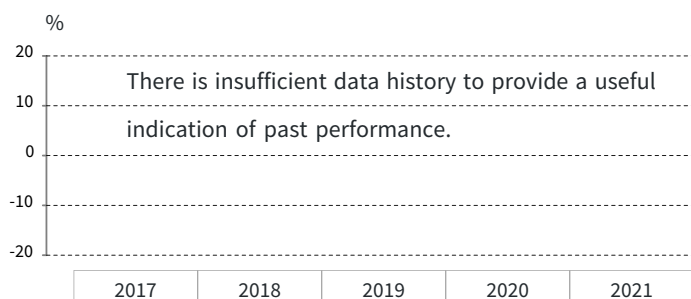 %
20
There is insufficient data history to provide a useful
10
indication of past performance.
0
-10
-20
2017 2018 2019 2020 2021